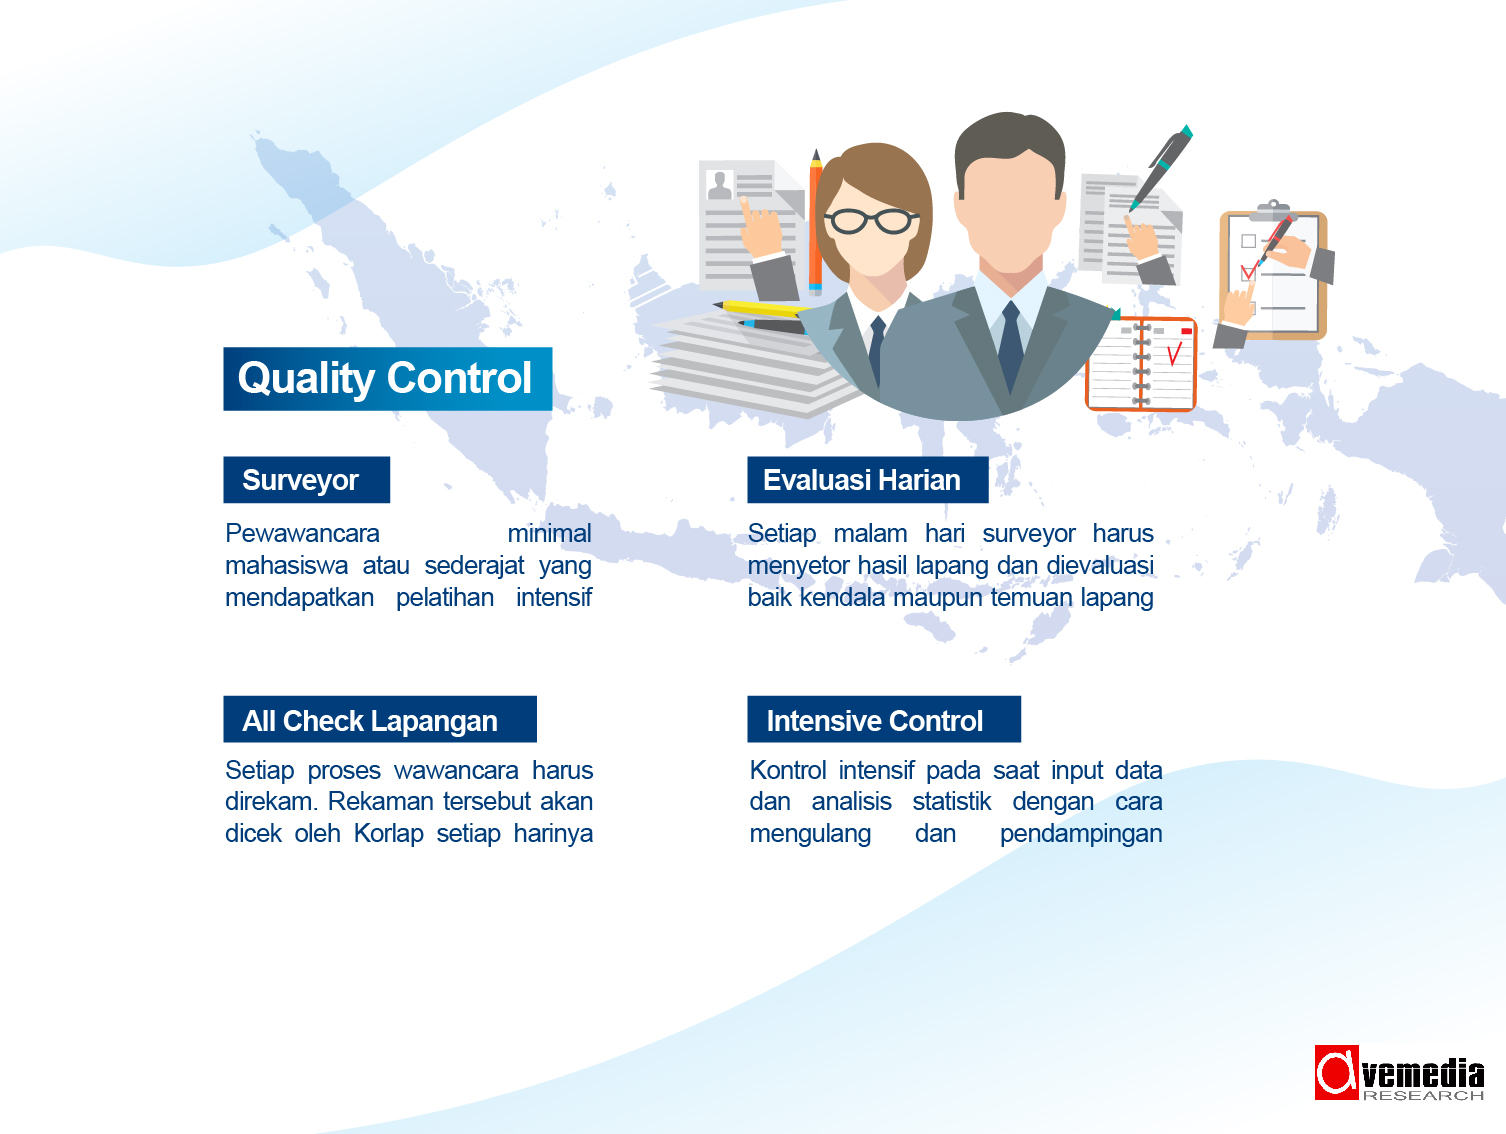 Quality Control
Surveyor
Pewawancara minimal
mahasiswa atau sederajat yang
mendapatkan pelatihan intensif
Evaluasi Harian
Setiap malam hari surveyor harus
menyetor hasil lapang dan dievaluasi
baik kendala maupun temuan lapang
All Check Lapangan
Setiap proses wawancara harus
direkam. Rekaman tersebut akan
dicek oleh Korlap setiap harinya
Intensive Control
Kontrol intensif pada saat input data
dan analisis statistik dengan cara
mengulang dan pendampingan
avemedia
RESEARCH